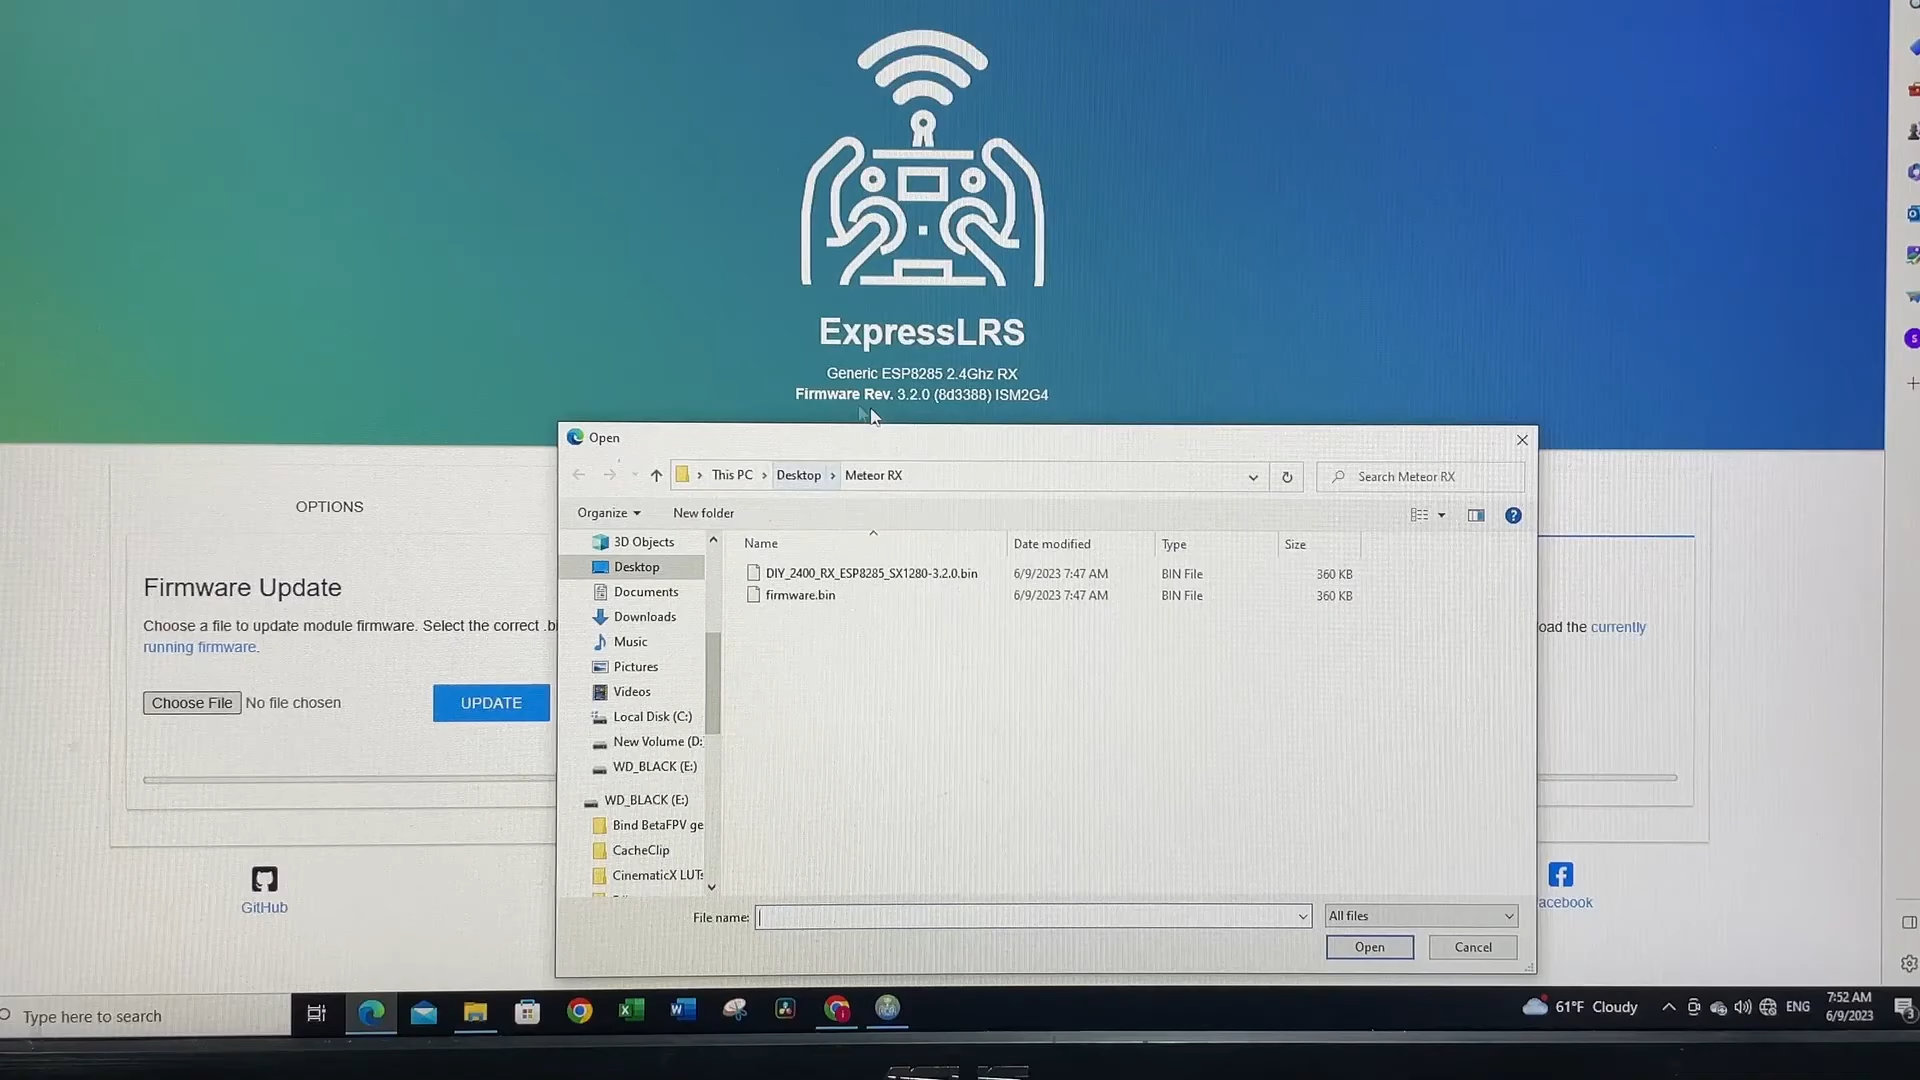 ExpressLRS
Generic ESP8285 2.4Ghz RX
Firmware Rev. 3.2.0 (8d3388) ISM2G4
Open
This PC > Desktop > Meteor RX
Search Meteor RX
Organize
New folder
OPTIONS
3D Objects
Desktop
Documents
Downloads
Music
Pictures
Videos
Local Disk (C:)
New Volume (D:
WD_BLACK (E:)
WD_BLACK (E:)
Bind BetaFPV ge
CacheClip
CinematicX LUTs
Name
Date modified
Type
Size
DIY_2400_RX_ESP8285_SX1280-3.2.0.bin
6/9/2023 7:47 AM
BIN File
360 KB
firmware.bin
6/9/2023 7:47 AM
BIN File
360 KB
Firmware Update
Choose a file to update module firmware. Select the correct .bi
oad the currently
running firmware.
Choose File
No file chosen
UPDATE
GitHub
acebook
File name:
All files
Open
Cancel
Type here to search
61°F Cloudy
ENG
7:52 AM
6/9/2023
3